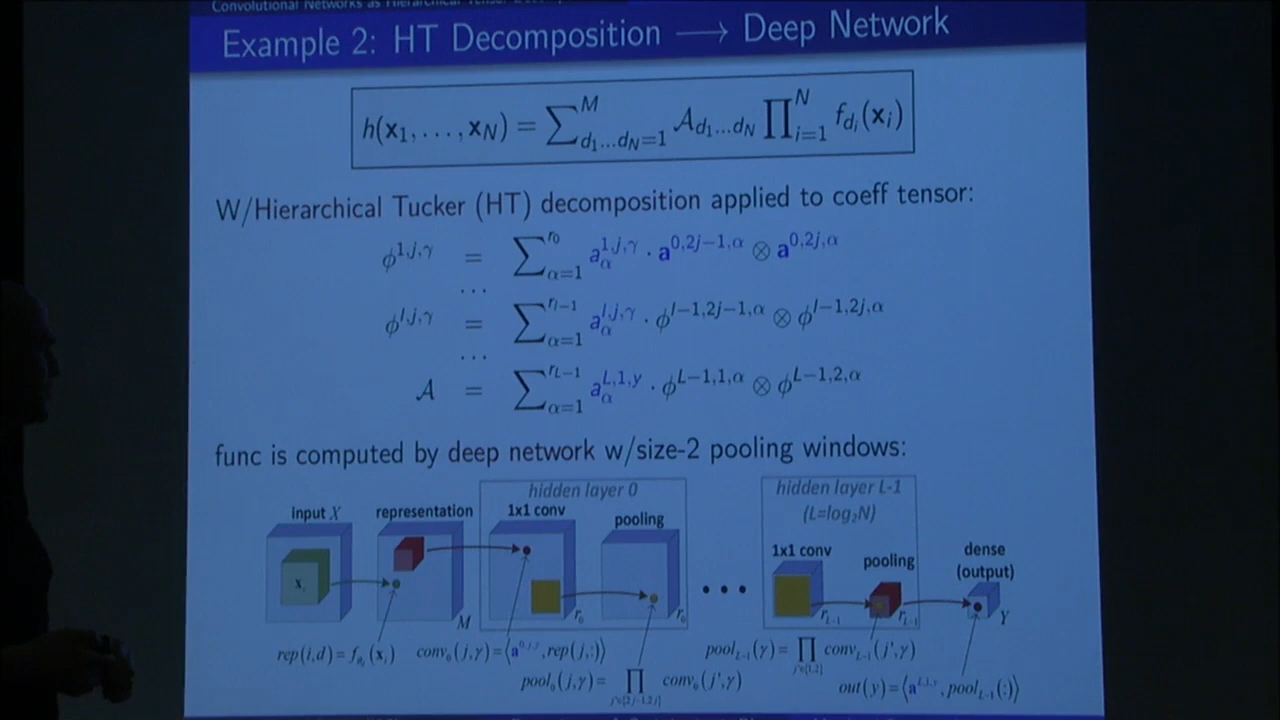 Convolutional Networks as Hierarchical Tensor
Example 2: HT Decomposition ⟶ Deep Network
h(x₁, . . . , x_N) = ∑^M_{d₁...d_N=1} 𝒜_{d₁...d_N} ∏^N_{i=1} f_{d_i}(x_i)
W/Hierarchical Tucker (HT) decomposition applied to coeff tensor:
ϕ^{1,j,γ} = ∑^{r₀}_{α=1} a_α^{1,j,γ} · a^{0,2j−1,α} ⊗ a^{0,2j,α}
· · ·
ϕ^{l,j,γ} = ∑^{r_{l−1}}_{α=1} a_α^{l,j,γ} · ϕ^{l−1,2j−1,α} ⊗ ϕ^{l−1,2j,α}
· · ·
𝒜 = ∑^{r_{L−1}}_{α=1} a_α^{L,1,y} · ϕ^{L−1,1,α} ⊗ ϕ^{L−1,2,α}
func is computed by deep network w/size-2 pooling windows:
hidden layer 0
hidden layer L-1
(L=log₂N)
input X
representation
1x1 conv
pooling
1x1 conv
pooling
dense
(output)
x_i
M
r₀
r₀
r_{L−1}
r_{L−1}
Y
rep(i,d) = f_{θ_d}(x_i)
conv₀(j,γ) = ⟨a^{0,j,γ}, rep(j,:)⟩
pool₀(j,γ) = ∏_{j'∈{2j−1,2j}} conv₀(j',γ)
pool_{L−1}(γ) = ∏_{j'∈{1,2}} conv_{L−1}(j',γ)
out(y) = ⟨a^{L,1,y}, pool_{L−1}(:)⟩